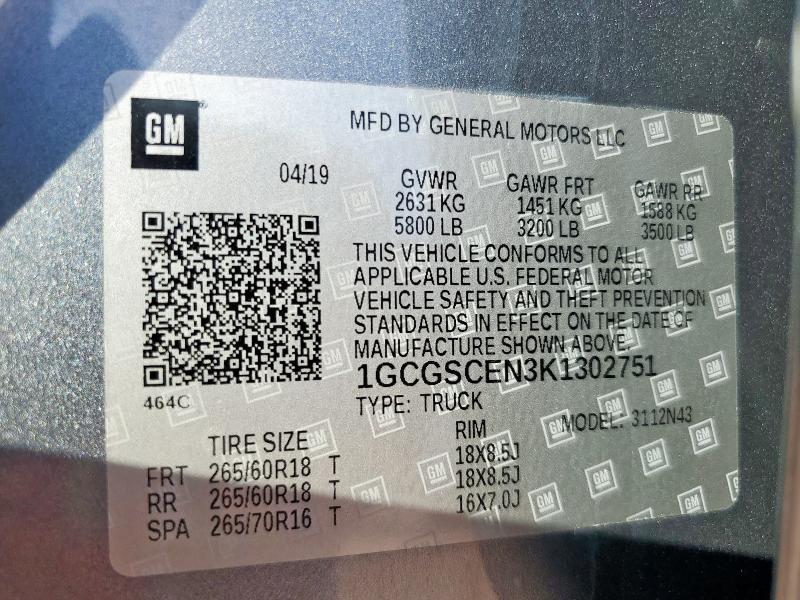 GM
MFD BY GENERAL MOTORS LLC
04/19
GVWR GAWR FRT GAWR RR
2631 KG 1451 KG 1588 KG
5800 LB 3200 LB 3500 LB
THIS VEHICLE CONFORMS TO ALL
APPLICABLE U.S. FEDERAL MOTOR
VEHICLE SAFETY AND THEFT PREVENTION
STANDARDS IN EFFECT ON THE DATE OF
MANUFACTURE SHOWN ABOVE.
1GCGSCEN3K1302751
464C
TYPE: TRUCK
MODEL: 3112N43
TIRE SIZE RIM
FRT 265/60R18 T 18X8.5J
RR 265/60R18 T 18X8.5J
SPA 265/70R16 T 16X7.0J